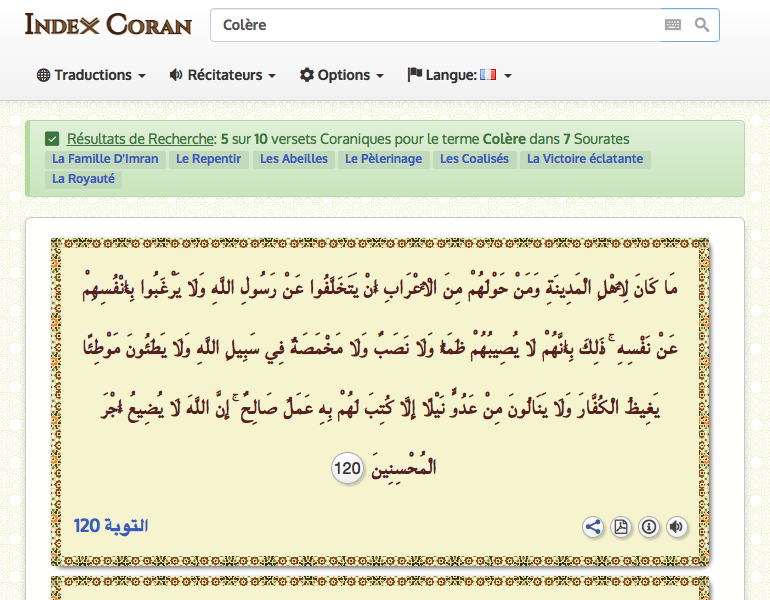 INDEX CORAN
Colère
Traductions
Récitateurs
Options
Langue:
Résultats de Recherche: 5 sur 10 versets Coraniques pour le terme Colère dans 7 Sourates
La Famille D'Imran Le Repentir Les Abeilles Le Pèlerinage Les Coalisés La Victoire éclatante
La Royauté
مَا كَانَ لِأَهْلِ الْمَدِينَةِ وَمَنْ حَوْلَهُمْ مِنَ الْأَعْرَابِ أَنْ يَتَخَلَّفُوا عَنْ رَسُولِ اللَّهِ وَلَا يَرْغَبُوا بِأَنْفُسِهِمْ
عَنْ نَفْسِهِ ۚ ذَٰلِكَ بِأَنَّهُمْ لَا يُصِيبُهُمْ ظَمَأٌ وَلَا نَصَبٌ وَلَا مَخْمَصَةٌ فِي سَبِيلِ اللَّهِ وَلَا يَطَئُونَ مَوْطِئًا
يَغِيظُ الْكُفَّارَ وَلَا يَنَالُونَ مِنْ عَدُوٍّ نَيْلًا إِلَّا كُتِبَ لَهُمْ بِهِ عَمَلٌ صَالِحٌ ۚ إِنَّ اللَّهَ لَا يُضِيعُ أَجْرَ
الْمُحْسِنِينَ 120
التوبة 120